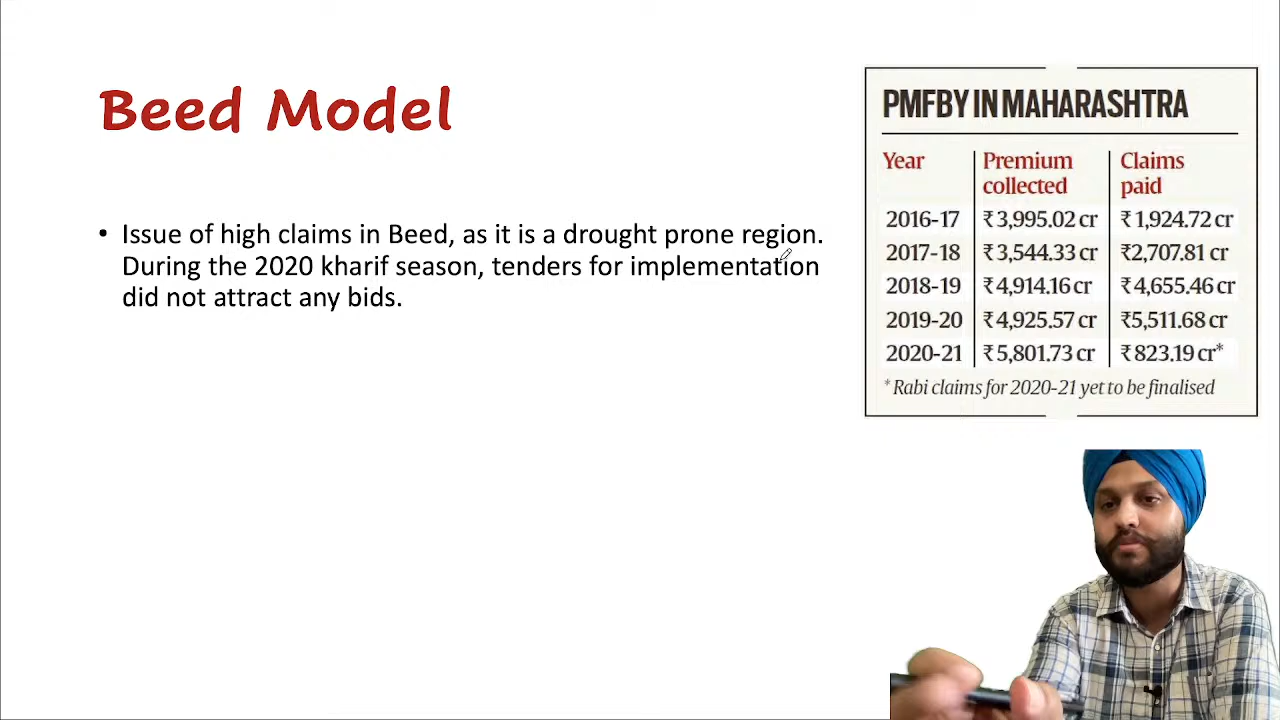 Beed Model
• Issue of high claims in Beed, as it is a drought prone region.
During the 2020 kharif season, tenders for implementation
did not attract any bids.
PMFBY IN MAHARASHTRA
Year Premium collected Claims paid
2016-17 ₹3,995.02 cr ₹1,924.72 cr
2017-18 ₹3,544.33 cr ₹2,707.81 cr
2018-19 ₹4,914.16 cr ₹4,655.46 cr
2019-20 ₹4,925.57 cr ₹5,511.68 cr
2020-21 ₹5,801.73 cr ₹823.19 cr*
* Rabi claims for 2020-21 yet to be finalised